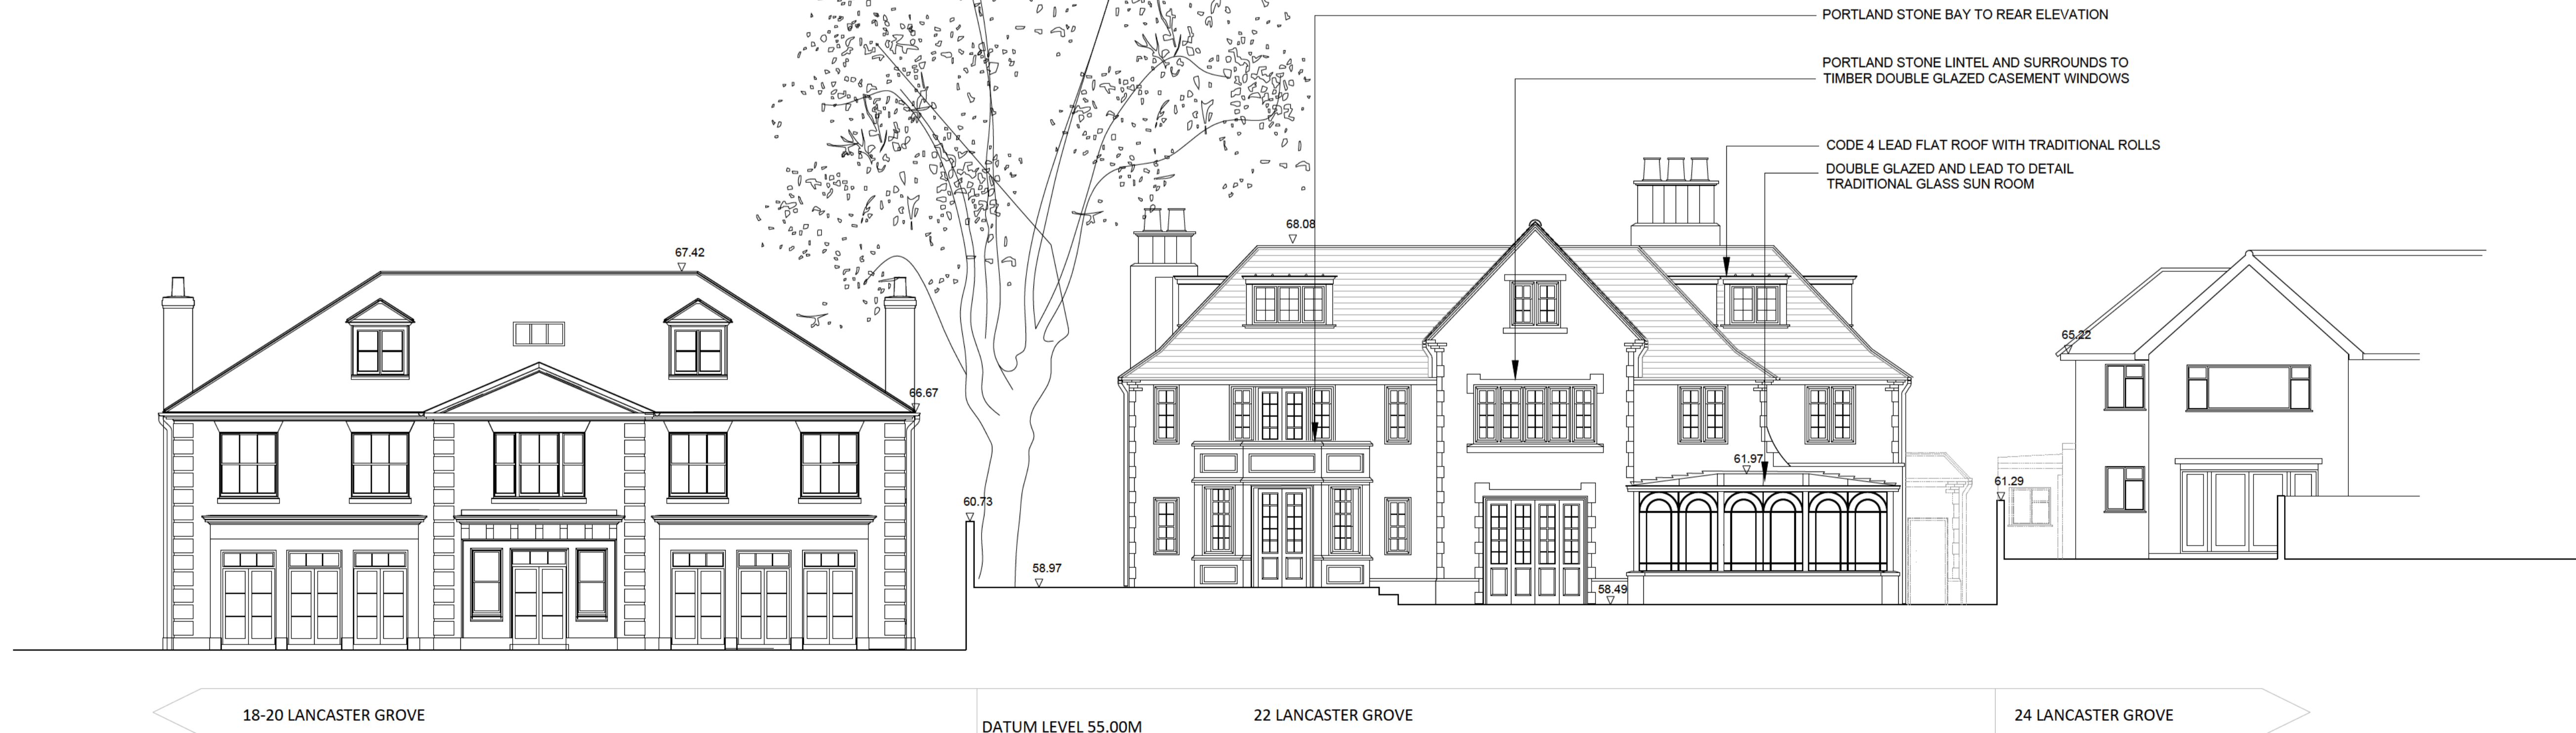 PORTLAND STONE BAY TO REAR ELEVATION
PORTLAND STONE LINTEL AND SURROUNDS TO
TIMBER DOUBLE GLAZED CASEMENT WINDOWS
CODE 4 LEAD FLAT ROOF WITH TRADITIONAL ROLLS
DOUBLE GLAZED AND LEAD TO DETAIL
TRADITIONAL GLASS SUN ROOM
68.08
67.42
65.22
66.67
61.97
61.29
60.73
58.97
58.49
18-20 LANCASTER GROVE
22 LANCASTER GROVE
24 LANCASTER GROVE
DATUM LEVEL 55.00M